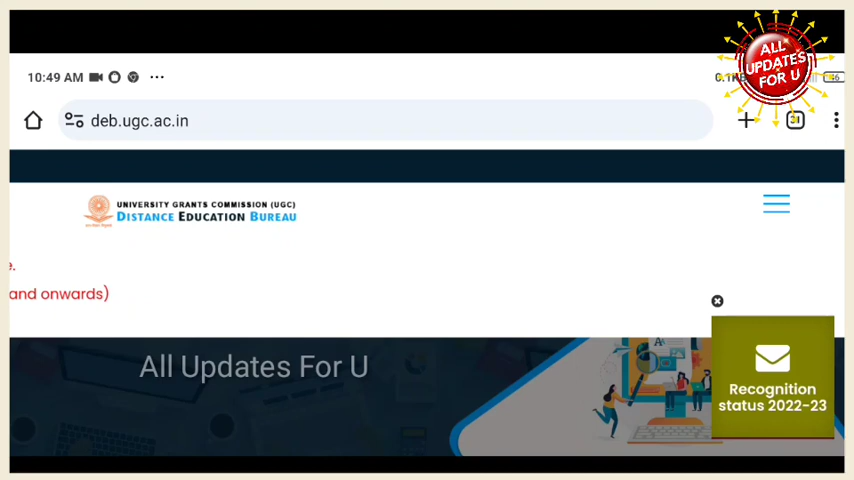 ALL
UPDATES
FOR U
10:49 AM
deb.ugc.ac.in
UNIVERSITY GRANTS COMMISSION (UGC)
DISTANCE EDUCATION BUREAU
e.
and onwards)
All Updates For U
Recognition
status 2022-23